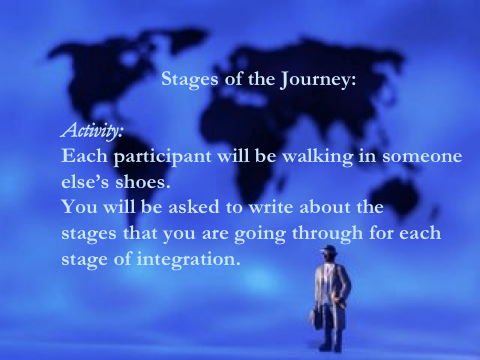 Stages of the Journey:
Activity:
Each participant will be walking in someone
else’s shoes.
You will be asked to write about the
stages that you are going through for each
stage of integration.